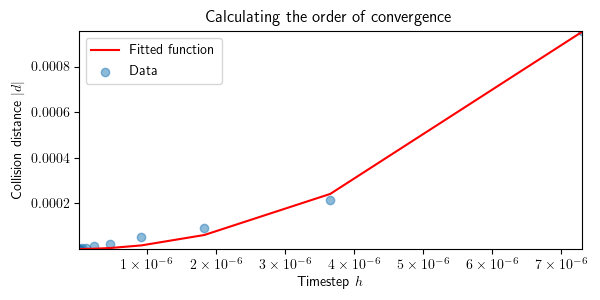 Calculating the order of convergence
Fitted function
Data
Collision distance |d|
0.0008
0.0006
0.0004
0.0002
1 × 10⁻⁶ 2 × 10⁻⁶ 3 × 10⁻⁶ 4 × 10⁻⁶ 5 × 10⁻⁶ 6 × 10⁻⁶ 7 × 10⁻⁶
Timestep h